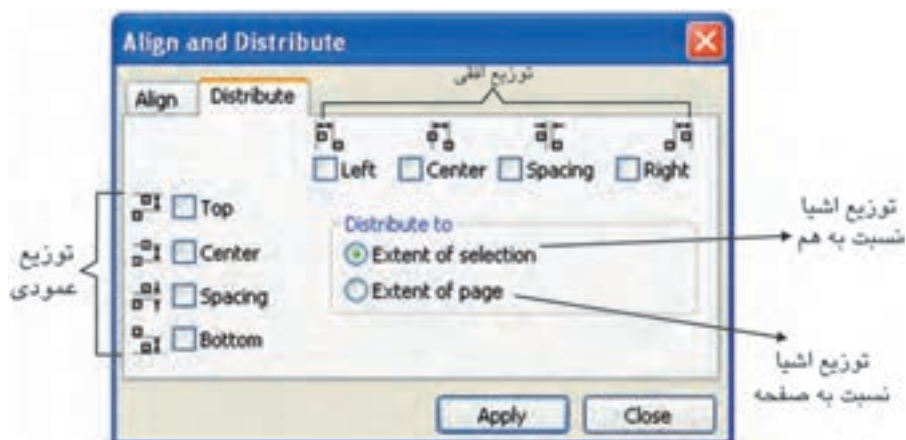 Align and Distribute
توزیع افقی
Align Distribute
Left Center Spacing Right
Top
Center
Spacing
Bottom
توزیع
عمودی
Distribute to
Extent of selection
Extent of page
توزیع اشیا
نسبت به هم
توزیع اشیا
نسبت به صفحه
Apply Close